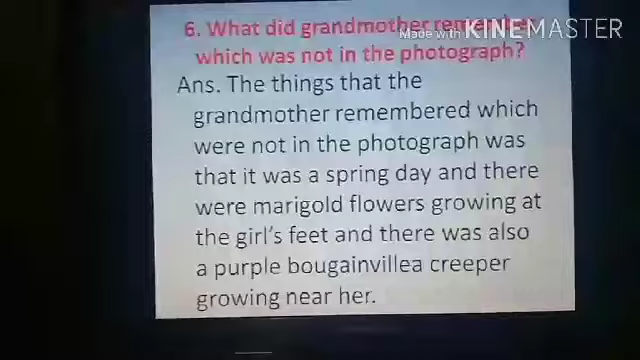 6. What did grandmother remember
Made with KINEMASTER
which was not in the photograph?
Ans. The things that the
grandmother remembered which
were not in the photograph was
that it was a spring day and there
were marigold flowers growing at
the girl's feet and there was also
a purple bougainvillea creeper
growing near her.